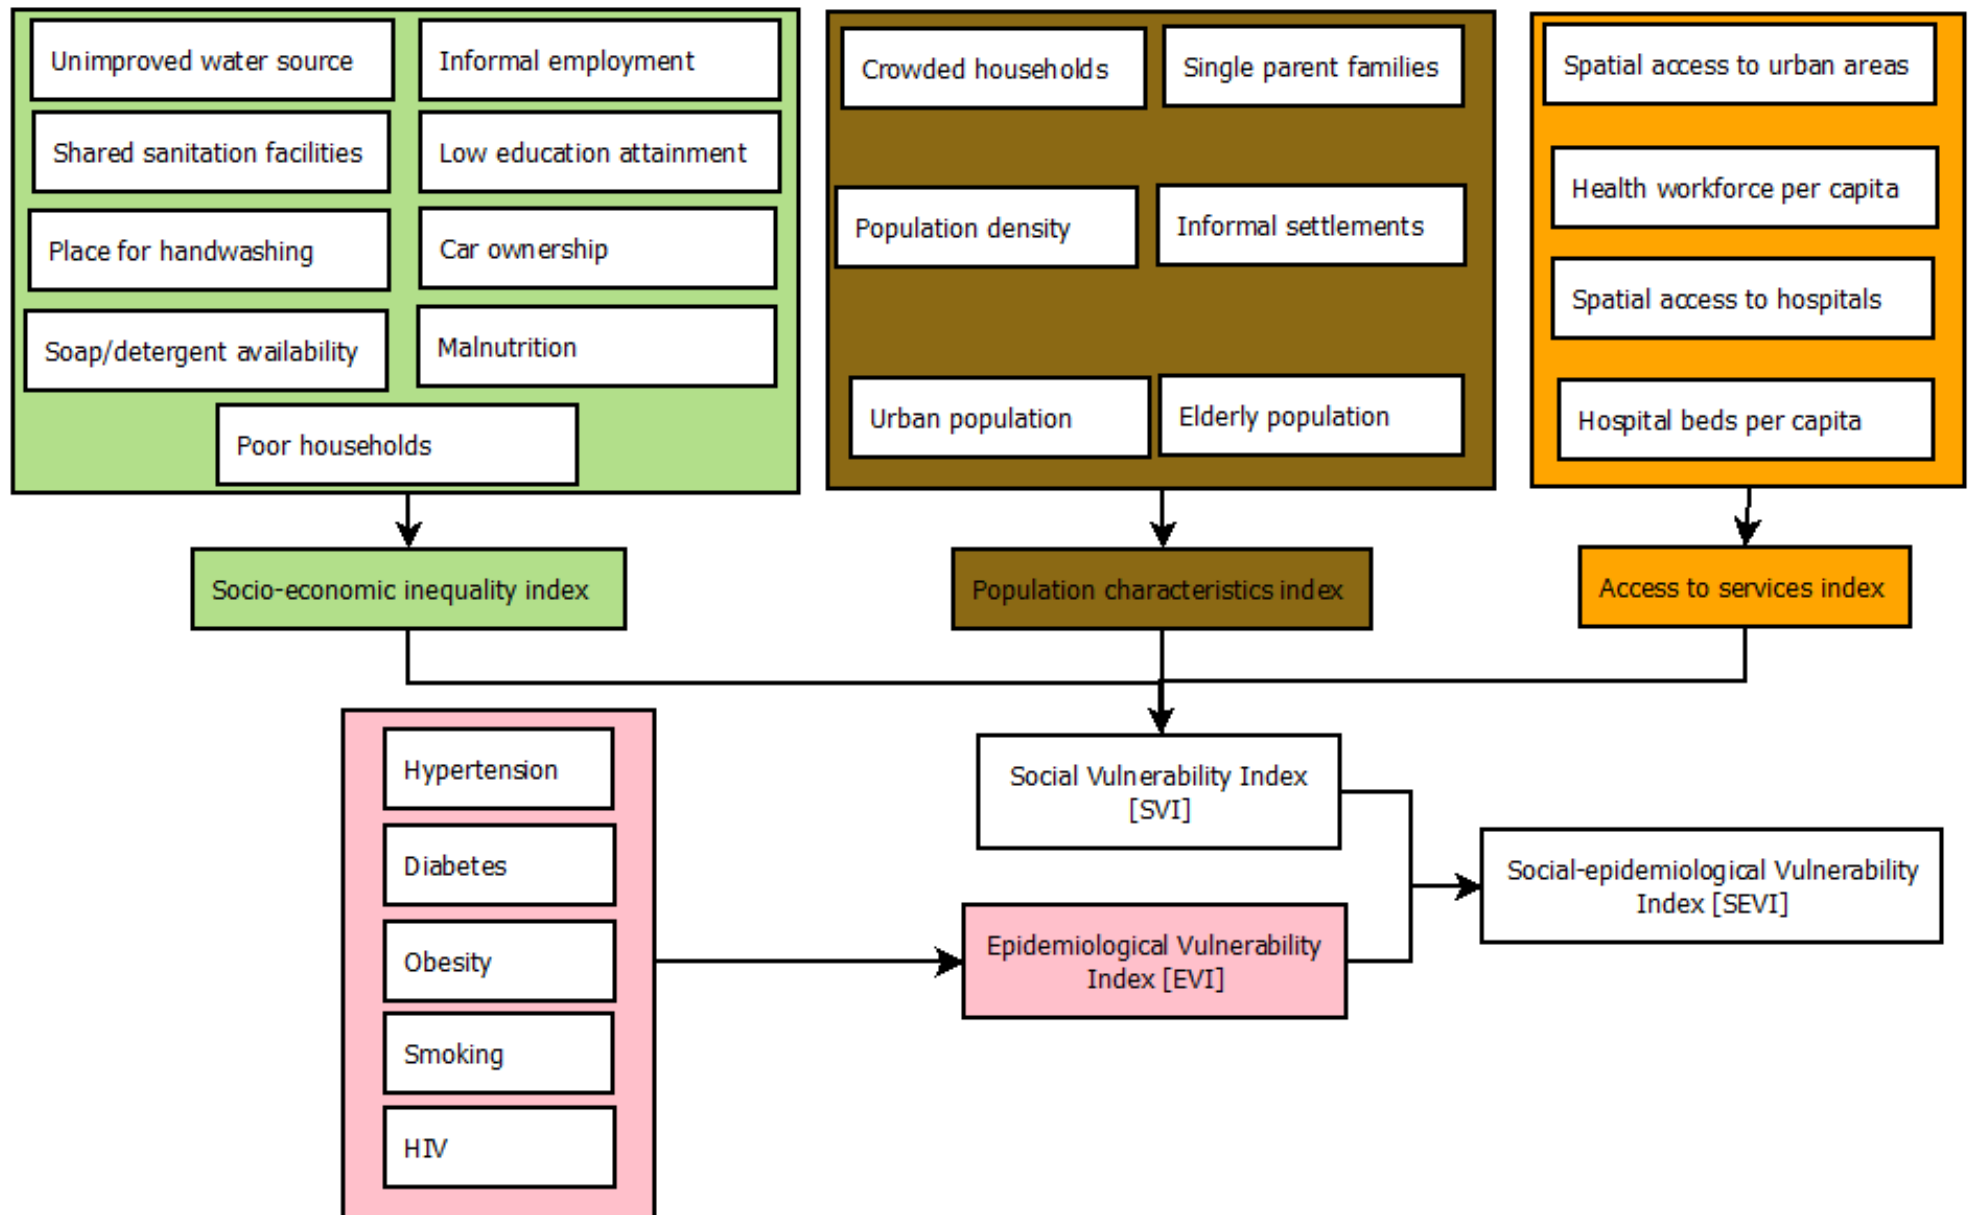 Unimproved water source
Informal employment
Shared sanitation facilities
Low education attainment
Place for handwashing
Car ownership
Soap/detergent availability
Malnutrition
Poor households
Crowded households
Single parent families
Population density
Informal settlements
Urban population
Elderly population
Spatial access to urban areas
Health workforce per capita
Spatial access to hospitals
Hospital beds per capita
Socio-economic inequality index
Population characteristics index
Access to services index
Hypertension
Diabetes
Obesity
Smoking
HIV
Social Vulnerability Index
[SVI]
Epidemiological Vulnerability
Index [EVI]
Social-epidemiological Vulnerability
Index [SEVI]